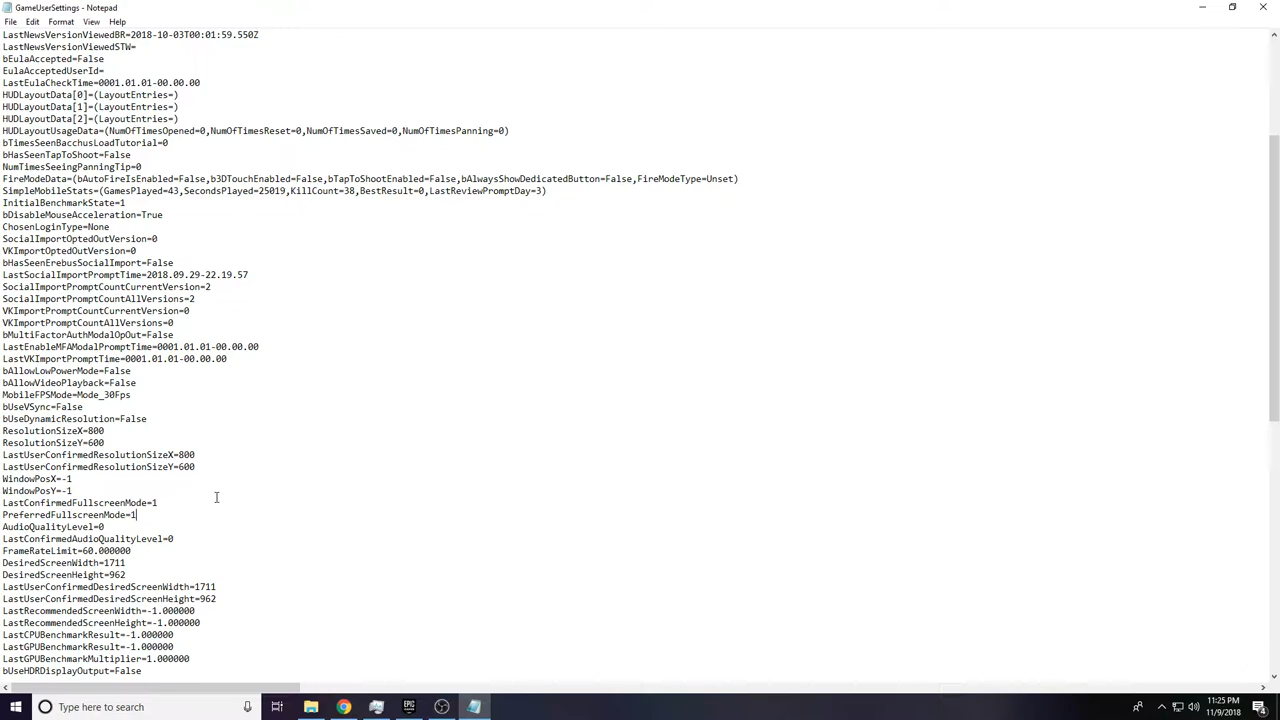 GameUserSettings - Notepad
File Edit Format View Help
LastNewsVersionViewedBR=2018-10-03T00:01:59.550Z
LastNewsVersionViewedSTW=
bEulaAccepted=False
EulaAcceptedUserId=
LastEulaCheckTime=0001.01.01-00.00.00
HUDLayoutData[0]=(LayoutEntries=)
HUDLayoutData[1]=(LayoutEntries=)
HUDLayoutData[2]=(LayoutEntries=)
HUDLayoutUsageData=(NumOfTimesOpened=0,NumOfTimesReset=0,NumOfTimesSaved=0,NumOfTimesPanning=0)
bTimesSeenBacchusLoadTutorial=0
bHasSeenTapToShoot=False
NumTimesSeeingPanningTip=0
FireModeData=(bAutoFireIsEnabled=False,b3DTouchEnabled=False,bTapToShootEnabled=False,bAlwaysShowDedicatedButton=False,FireModeType=Unset)
SimpleMobileStats=(GamesPlayed=43,SecondsPlayed=25019,KillCount=38,BestResult=0,LastReviewPromptDay=3)
InitialBenchmarkState=1
bDisableMouseAcceleration=True
ChosenLoginType=None
SocialImportOptedOutVersion=0
VKImportOptedOutVersion=0
bHasSeenErebusSocialImport=False
LastSocialImportPromptTime=2018.09.29-22.19.57
SocialImportPromptCountCurrentVersion=2
SocialImportPromptCountAllVersions=2
VKImportPromptCountCurrentVersion=0
VKImportPromptCountAllVersions=0
bMultiFactorAuthModalOpOut=False
LastEnableMFAModalPromptTime=0001.01.01-00.00.00
LastVKImportPromptTime=0001.01.01-00.00.00
bAllowLowPowerMode=False
bAllowVideoPlayback=False
MobileFPSMode=Mode_30Fps
bUseVSync=False
bUseDynamicResolution=False
ResolutionSizeX=800
ResolutionSizeY=600
LastUserConfirmedResolutionSizeX=800
LastUserConfirmedResolutionSizeY=600
WindowPosX=-1
WindowPosY=-1
LastConfirmedFullscreenMode=1
PreferredFullscreenMode=1
AudioQualityLevel=0
LastConfirmedAudioQualityLevel=0
FrameRateLimit=60.000000
DesiredScreenWidth=1711
DesiredScreenHeight=962
LastUserConfirmedDesiredScreenWidth=1711
LastUserConfirmedDesiredScreenHeight=962
LastRecommendedScreenWidth=-1.000000
LastRecommendedScreenHeight=-1.000000
LastCPUBenchmarkResult=-1.000000
LastGPUBenchmarkResult=-1.000000
LastGPUBenchmarkMultiplier=1.000000
bUseHDRDisplayOutput=False
Type here to search
EPIC
11:25 PM
11/9/2018
4